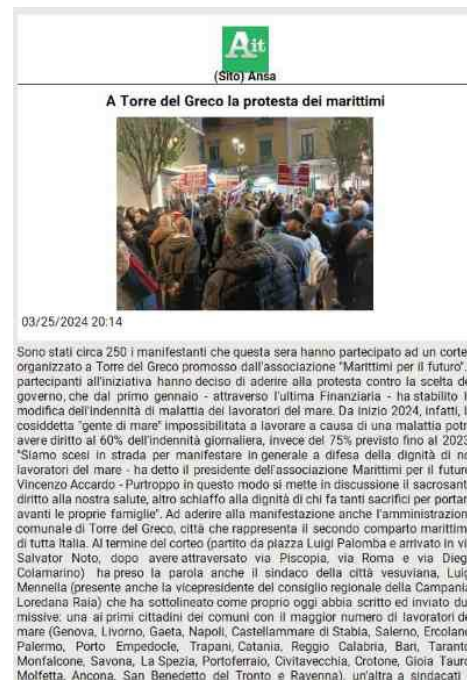 Ait
(Sito) Ansa
A Torre del Greco la protesta dei marittimi
03/25/2024 20:14
Sono stati circa 250 i manifestanti che questa sera hanno partecipato ad un corte
organizzato a Torre del Greco promosso dall'associazione "Marittimi per il futuro".
partecipanti all'iniziativa hanno deciso di aderire alla protesta contro la scelta de
governo, che dal primo gennaio - attraverso l'ultima Finanziaria - ha stabilito l
modifica dell'indennità di malattia dei lavoratori del mare. Da inizio 2024, infatti, l
cosiddetta "gente di mare" impossibilitata a lavorare a causa di una malattia potr
avere diritto al 60% dell'indennità giornaliera, invece del 75% previsto fino al 2023
"Siamo scesi in strada per manifestare in generale a difesa della dignità di no
lavoratori del mare - ha detto il presidente dell'associazione Marittimi per il futuro
Vincenzo Accardo - Purtroppo in questo modo si mette in discussione il sacrosant
diritto alla nostra salute, altro schiaffo alla dignità di chi fa tanti sacrifici per portar
avanti le proprie famiglie". Ad aderire alla manifestazione anche l'amministrazion
comunale di Torre del Greco, città che rappresenta il secondo comparto marittim
di tutta Italia. Al termine del corteo (partito da piazza Luigi Palomba e arrivato in vi
Salvator Noto, dopo avere attraversato via Piscopia, via Roma e via Dieg
Colamarino) ha preso la parola anche il sindaco della città vesuviana, Luig
Mennella (presente anche la vicepresidente del consiglio regionale della Campania
Loredana Raia) che ha sottolineato come proprio oggi abbia scritto ed inviato du
missive: una ai primi cittadini dei comuni con il maggior numero di lavoratori de
mare (Genova, Livorno, Gaeta, Napoli, Castellammare di Stabia, Salerno, Ercolano
Palermo, Porto Empedocle, Trapani, Catania, Reggio Calabria, Bari, Taranto
Monfalcone, Savona, La Spezia, Portoferraio, Civitavecchia, Crotone, Gioia Tauro
Molfetta, Ancona, San Benedetto del Tronto e Ravenna), un'altra a sindacati